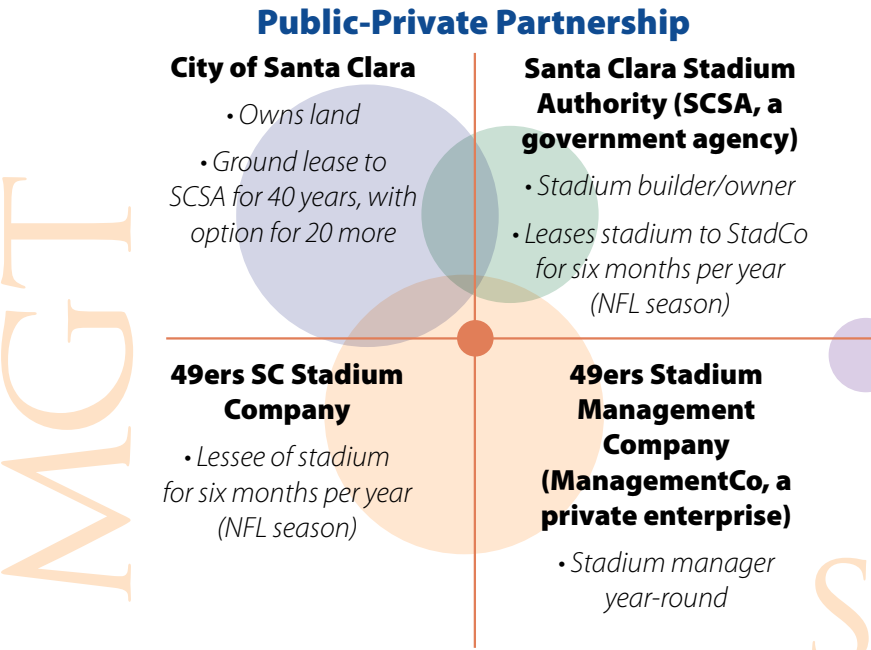 Public-Private Partnership
City of Santa Clara
• Owns land
• Ground lease to
SCSA for 40 years, with
option for 20 more
Santa Clara Stadium
Authority (SCSA, a
government agency)
• Stadium builder/owner
• Leases stadium to StadCo
for six months per year
(NFL season)
49ers SC Stadium
Company
• Lessee of stadium
for six months per year
(NFL season)
49ers Stadium
Management
Company
(ManagementCo, a
private enterprise)
• Stadium manager
year-round
MGT
S